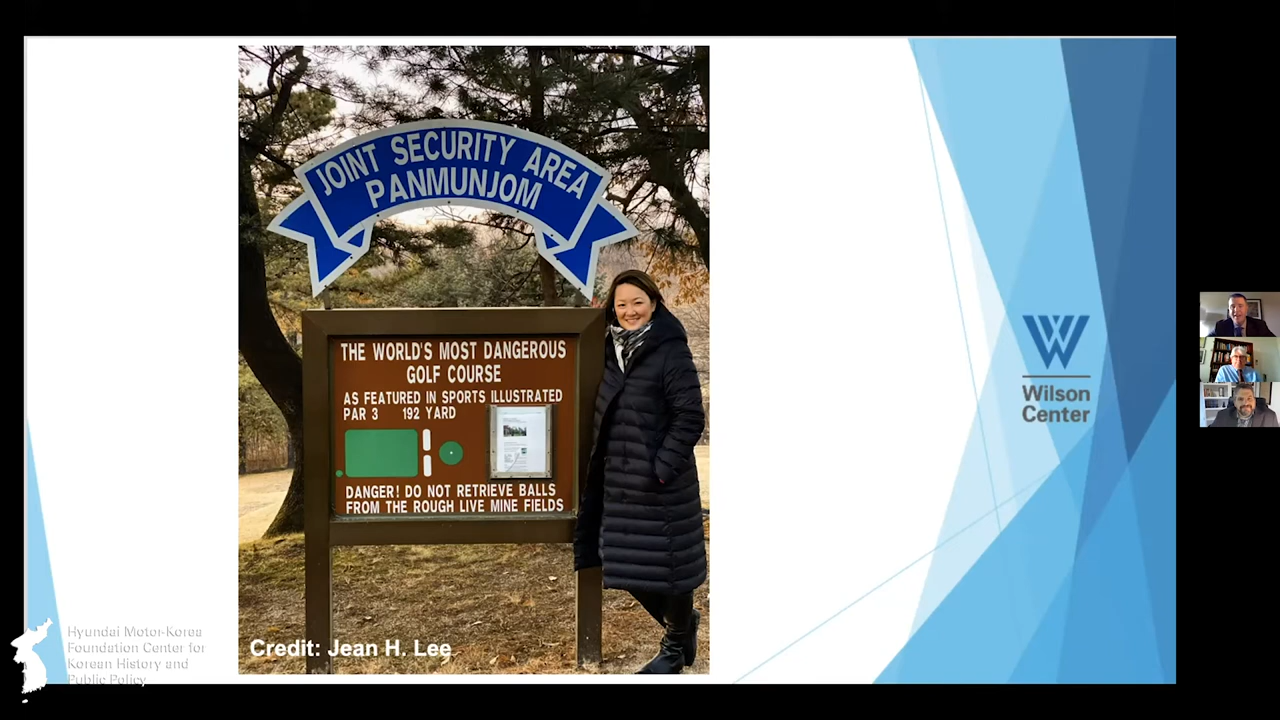 JOINT SECURITY AREA
PANMUNJOM
THE WORLD'S MOST DANGEROUS
GOLF COURSE
AS FEATURED IN SPORTS ILLUSTRATED
PAR 3 192 YARD
DANGER! DO NOT RETRIEVE BALLS
FROM THE ROUGH LIVE MINE FIELDS
Credit: Jean H. Lee
Wilson
Center
Hyundai Motor-Korea
Foundation Center for
Korean History and
Public Policy